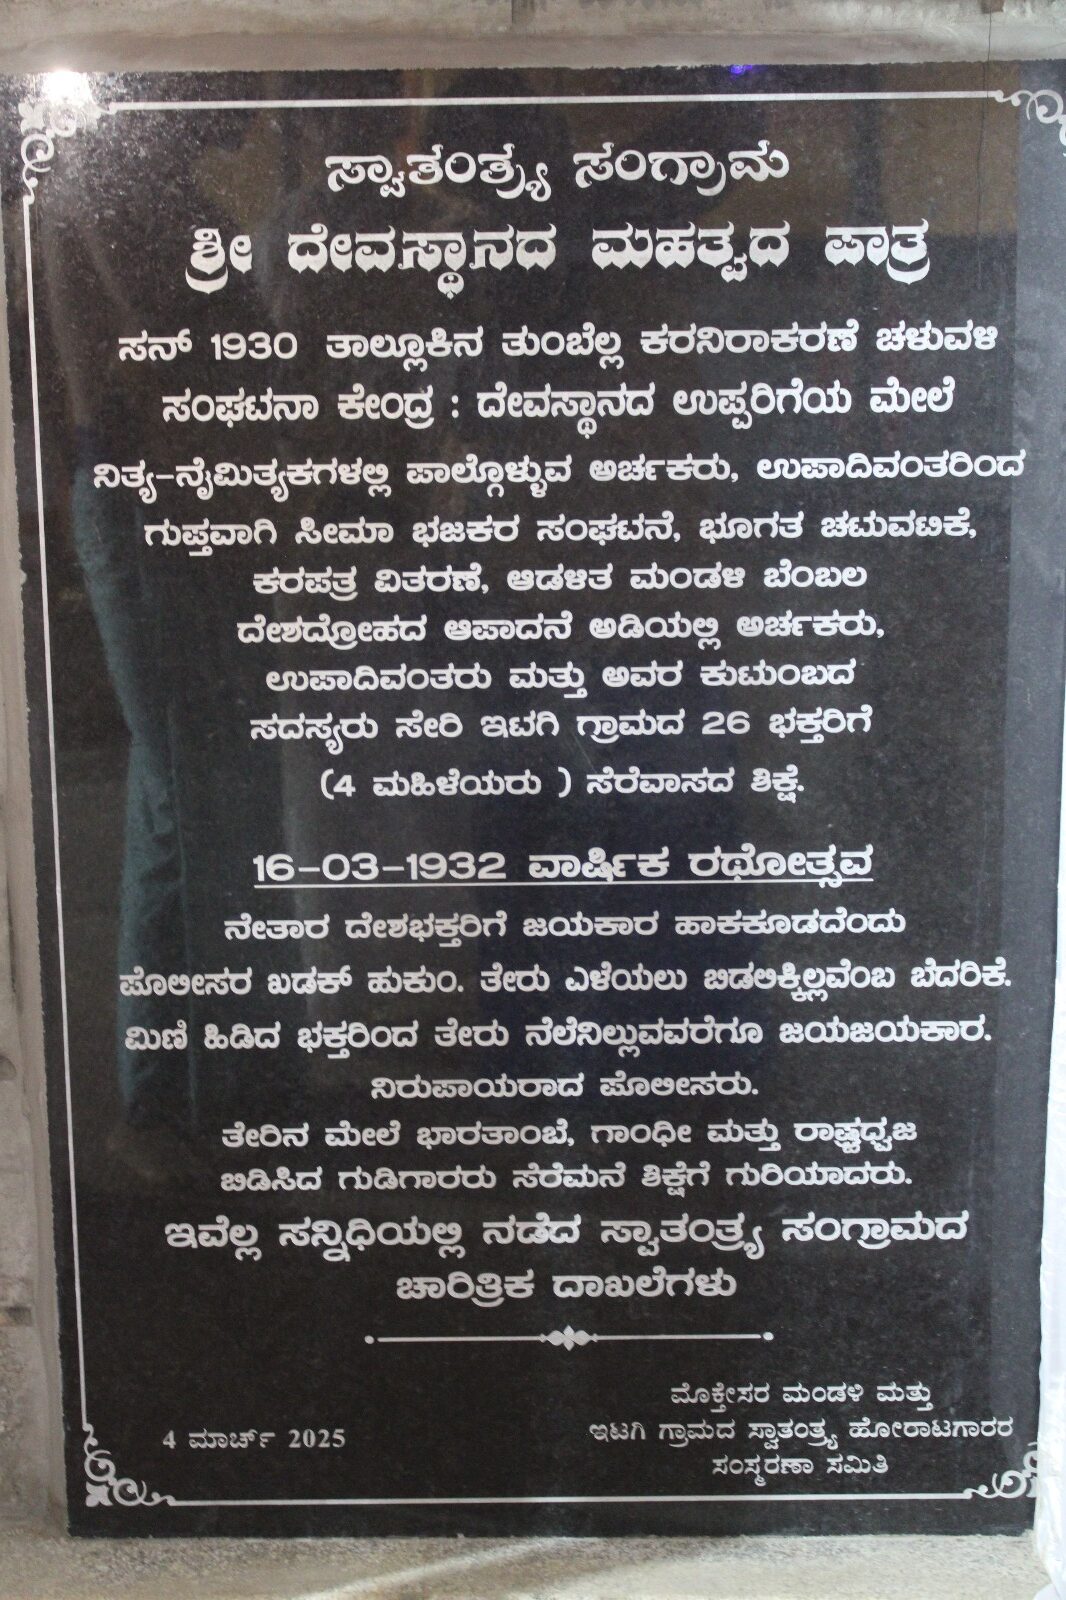 ಸ್ವಾತಂತ್ರ್ಯ ಸಂಗ್ರಾಮ
ಶ್ರೀ ದೇವಸ್ಥಾನದ ಮಹತ್ವದ ಪಾತ್ರ
ಸನ್ 1930 ತಾಲ್ಲೂಕಿನ ತುಂಬೆಲ್ಲ ಕರನಿರಾಕರಣೆ ಚಳುವಳಿ
ಸಂಘಟನಾ ಕೇಂದ್ರ : ದೇವಸ್ಥಾನದ ಉಪ್ಪರಿಗೆಯ ಮೇಲೆ
ನಿತ್ಯ-ನೈಮಿತ್ಯಕಗಳಲ್ಲಿ ಪಾಲ್ಗೊಳ್ಳುವ ಅರ್ಚಕರು, ಉಪಾದಿವಂತರಿಂದ
ಗುಪ್ತವಾಗಿ ಸೀಮಾ ಭಜಕರ ಸಂಘಟನೆ, ಭೂಗತ ಚಟುವಟಿಕೆ,
ಕರಪತ್ರ ವಿತರಣೆ, ಆಡಳಿತ ಮಂಡಳಿ ಬೆಂಬಲ
ದೇಶದ್ರೋಹದ ಆಪಾದನೆ ಅಡಿಯಲ್ಲಿ ಅರ್ಚಕರು,
ಉಪಾದಿವಂತರು ಮತ್ತು ಅವರ ಕುಟುಂಬದ
ಸದಸ್ಯರು ಸೇರಿ ಇಟಗಿ ಗ್ರಾಮದ 26 ಭಕ್ತರಿಗೆ
(4 ಮಹಿಳೆಯರು ) ಸೆರೆವಾಸದ ಶಿಕ್ಷೆ.
16-03-1932 ವಾರ್ಷಿಕ ರಥೋತ್ಸವ
ನೇತಾರ ದೇಶಭಕ್ತರಿಗೆ ಜಯಕಾರ ಹಾಕಕೂಡದೆಂದು
ಪೊಲೀಸರ ಖಡಕ್ ಹುಕುಂ. ತೇರು ಎಳೆಯಲು ಬಿಡಲಿಕ್ಕಿಲ್ಲವೆಂಬ ಬೆದರಿಕೆ.
ಮಿಣಿ ಹಿಡಿದ ಭಕ್ತರಿಂದ ತೇರು ನೆಲೆನಿಲ್ಲುವವರೆಗೂ ಜಯಜಯಕಾರ.
ನಿರುಪಾಯರಾದ ಪೊಲೀಸರು.
ತೇರಿನ ಮೇಲೆ ಭಾರತಾಂಬೆ, ಗಾಂಧೀ ಮತ್ತು ರಾಷ್ಟ್ರಧ್ವಜ
ಬಿಡಿಸಿದ ಗುಡಿಗಾರರು ಸೆರೆಮನೆ ಶಿಕ್ಷೆಗೆ ಗುರಿಯಾದರು.
ಇವೆಲ್ಲ ಸನ್ನಿಧಿಯಲ್ಲಿ ನಡೆದ ಸ್ವಾತಂತ್ರ್ಯ ಸಂಗ್ರಾಮದ
ಚಾರಿತ್ರಿಕ ದಾಖಲೆಗಳು
ಮೊಕ್ತೇಸರ ಮಂಡಳಿ ಮತ್ತು
ಇಟಗಿ ಗ್ರಾಮದ ಸ್ವಾತಂತ್ರ್ಯ ಹೋರಾಟಗಾರರ
ಸಂಸ್ಮರಣಾ ಸಮಿತಿ
4 ಮಾರ್ಚ್ 2025